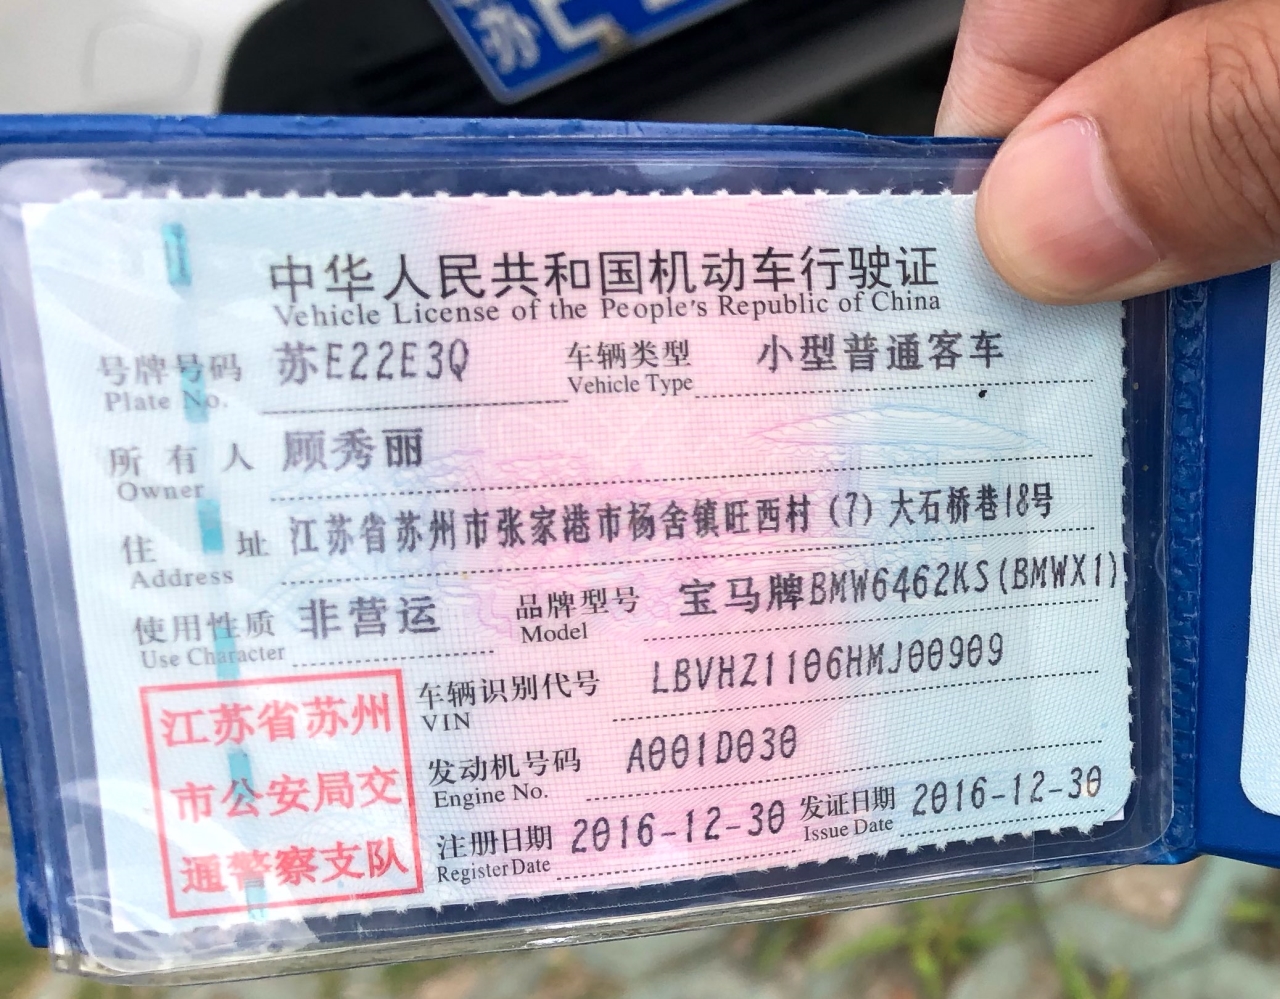 苏E
中华人民共和国机动车行驶证
Vehicle License of the People's Republic of China
号牌号码 苏E22E3Q 车辆类型 小型普通客车
Plate No. Vehicle Type
所有人 顾秀丽
Owner
住址 江苏省苏州市张家港市杨舍镇旺西村（7）大石桥巷18号
Address
使用性质 非营运 品牌型号 宝马牌BMW6462KS(BMWX1)
Use Character Model
车辆识别代号 LBVHZ1106HMJ00909
VIN
发动机号码 A001D030
Engine No.
注册日期 2016-12-30 发证日期 2016-12-30
Register Date Issue Date
江苏省苏州
市公安局交
通警察支队